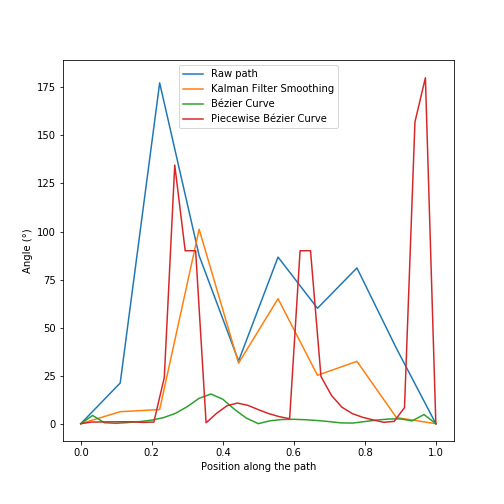 Raw path
Kalman Filter Smoothing
Bézier Curve
Piecewise Bézier Curve
175
150
125
100
75
50
25
0
Angle (°)
0.0 0.2 0.4 0.6 0.8 1.0
Position along the path